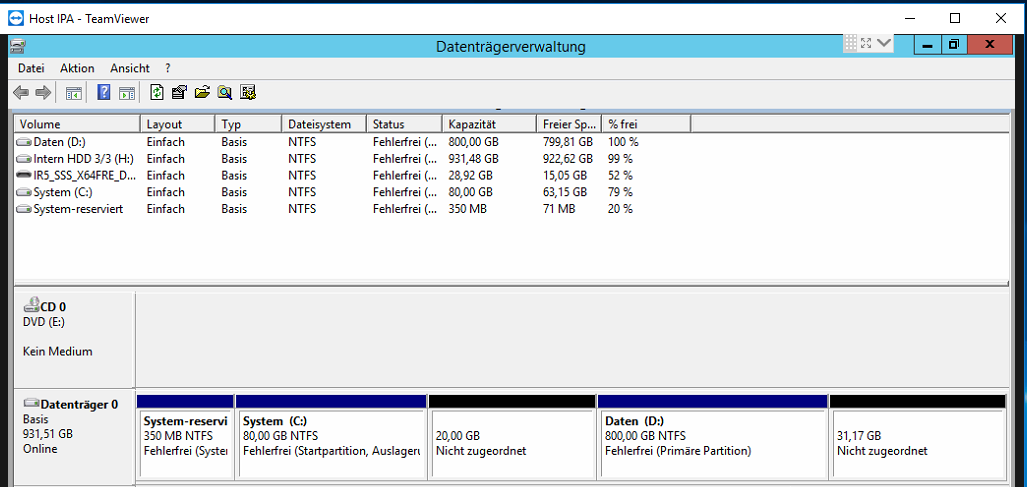 Host IPA - TeamViewer
Datenträgerverwaltung
Datei Aktion Ansicht ?
Volume Layout Typ Dateisystem Status Kapazität Freier Sp... % frei
Daten (D:) Einfach Basis NTFS Fehlerfrei (... 800,00 GB 799,81 GB 100 %
Intern HDD 3/3 (H:) Einfach Basis NTFS Fehlerfrei (... 931,48 GB 922,62 GB 99 %
IR5_SSS_X64FRE_D... Einfach Basis NTFS Fehlerfrei (... 28,92 GB 15,05 GB 52 %
System (C:) Einfach Basis NTFS Fehlerfrei (... 80,00 GB 63,15 GB 79 %
System-reserviert Einfach Basis NTFS Fehlerfrei (... 350 MB 71 MB 20 %
CD 0
DVD (E:)
Kein Medium
Datenträger 0
Basis
931,51 GB
Online
System-reservi
350 MB NTFS
Fehlerfrei (System
System (C:)
80,00 GB NTFS
Fehlerfrei (Startpartition, Auslageru
20,00 GB
Nicht zugeordnet
Daten (D:)
800,00 GB NTFS
Fehlerfrei (Primäre Partition)
31,17 GB
Nicht zugeordnet